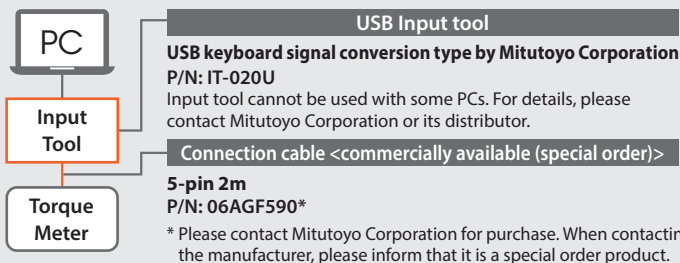 PC
Input
Tool
Torque
Meter
USB Input tool
USB keyboard signal conversion type by Mitutoyo Corporation
P/N: IT-020U
Input tool cannot be used with some PCs. For details, please
contact Mitutoyo Corporation or its distributor.
Connection cable <commercially available (special order)>
5-pin 2m
P/N: 06AGF590*
* Please contact Mitutoyo Corporation for purchase. When contactin
the manufacturer, please inform that it is a special order product.